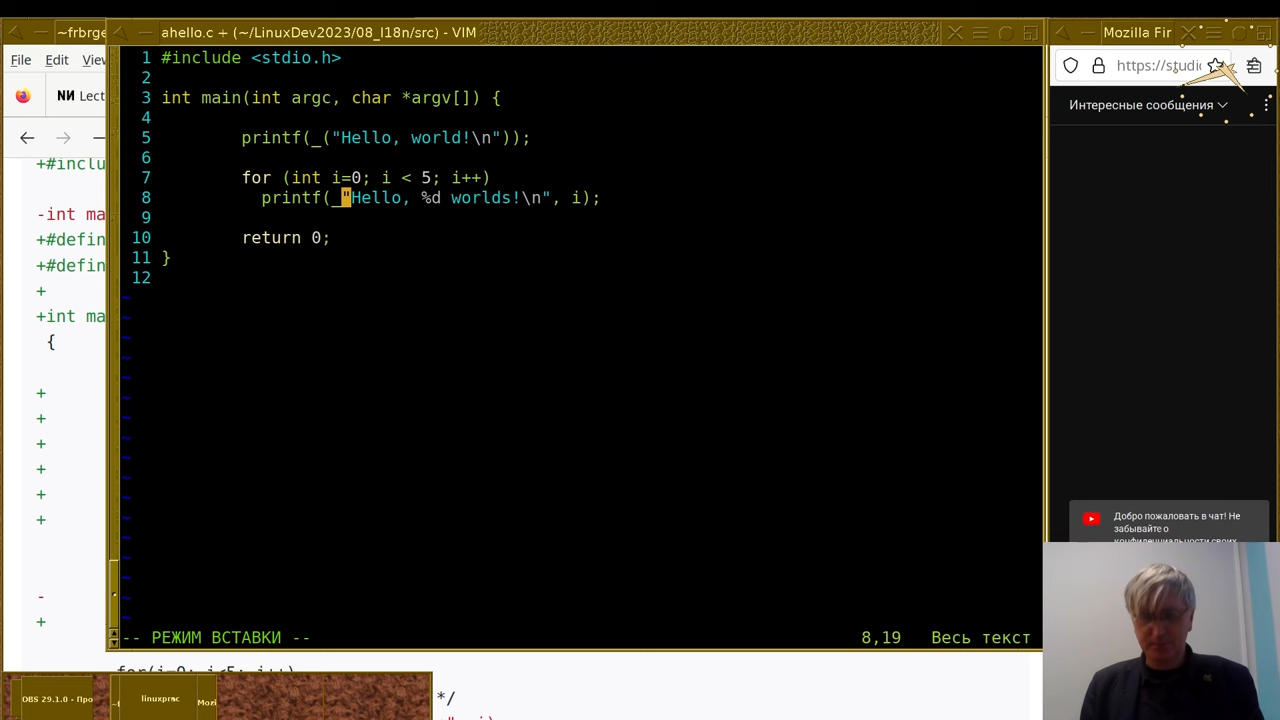 ~frbrge
ahello.c + (~/LinuxDev2023/08_I18n/src) - VIM
Mozilla Fir
File Edit View
NИ Lect
+#inclu
-int ma
+#defin
+#defin
+
+int ma
{
+
+
+
+
+
+
-
+
1 #include <stdio.h>
2
3 int main(int argc, char *argv[]) {
4
5 printf(_("Hello, world!\n"));
6
7 for (int i=0; i < 5; i++)
8 printf(_"Hello, %d worlds!\n", i);
9
10 return 0;
11 }
12
-- РЕЖИМ ВСТАВКИ -- 8,19 Весь текст
https://studio
Интересные сообщения
Добро пожаловать в чат! Не
забывайте о
конфиденциальности своих
for(i=0; i<5; i++)
*/
OBS 29.1.0 - Про
linuxprac
Mozi